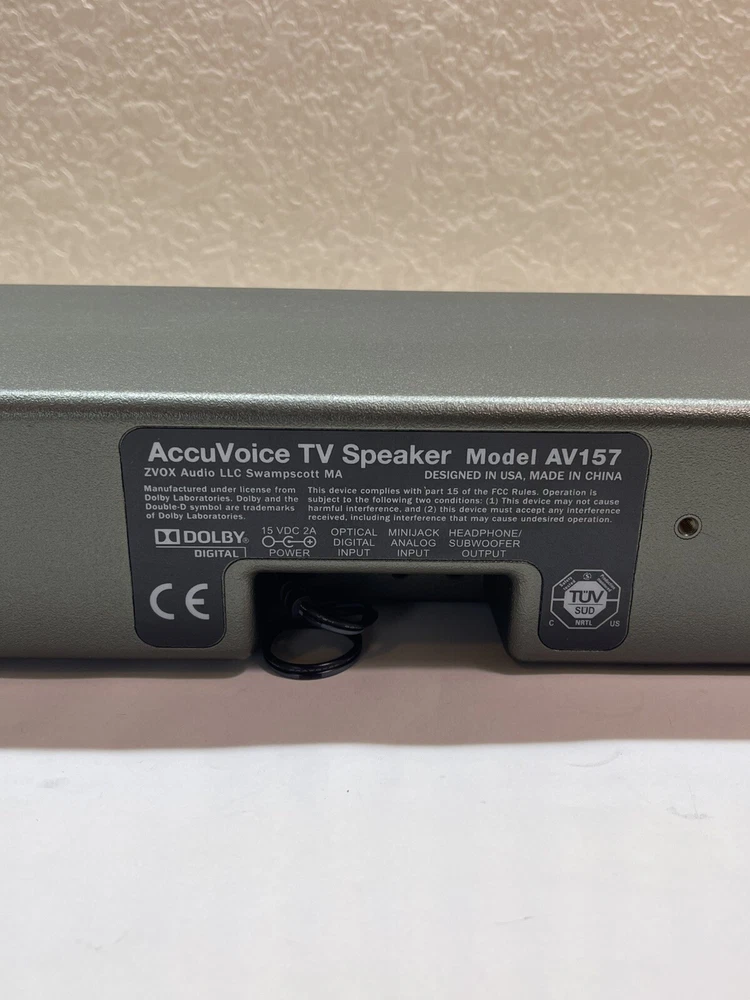 AccuVoice TV Speaker Model AV157
ZVOX Audio LLC Swampscott MA DESIGNED IN USA, MADE IN CHINA
Manufactured under license from
Dolby Laboratories. Dolby and the
Double-D symbol are trademarks
of Dolby Laboratories.
This device complies with part 15 of the FCC Rules. Operation is
subject to the following two conditions: (1) This device may not cause
harmful interference, and (2) this device must accept any interference
received, including interference that may cause undesired operation.
DOLBY®
DIGITAL
15 VDC 2A
POWER
OPTICAL
DIGITAL
INPUT
MINIJACK
ANALOG
INPUT
HEADPHONE/
SUBWOOFER
OUTPUT
CE
TÜV
SÜD
C NRTL US